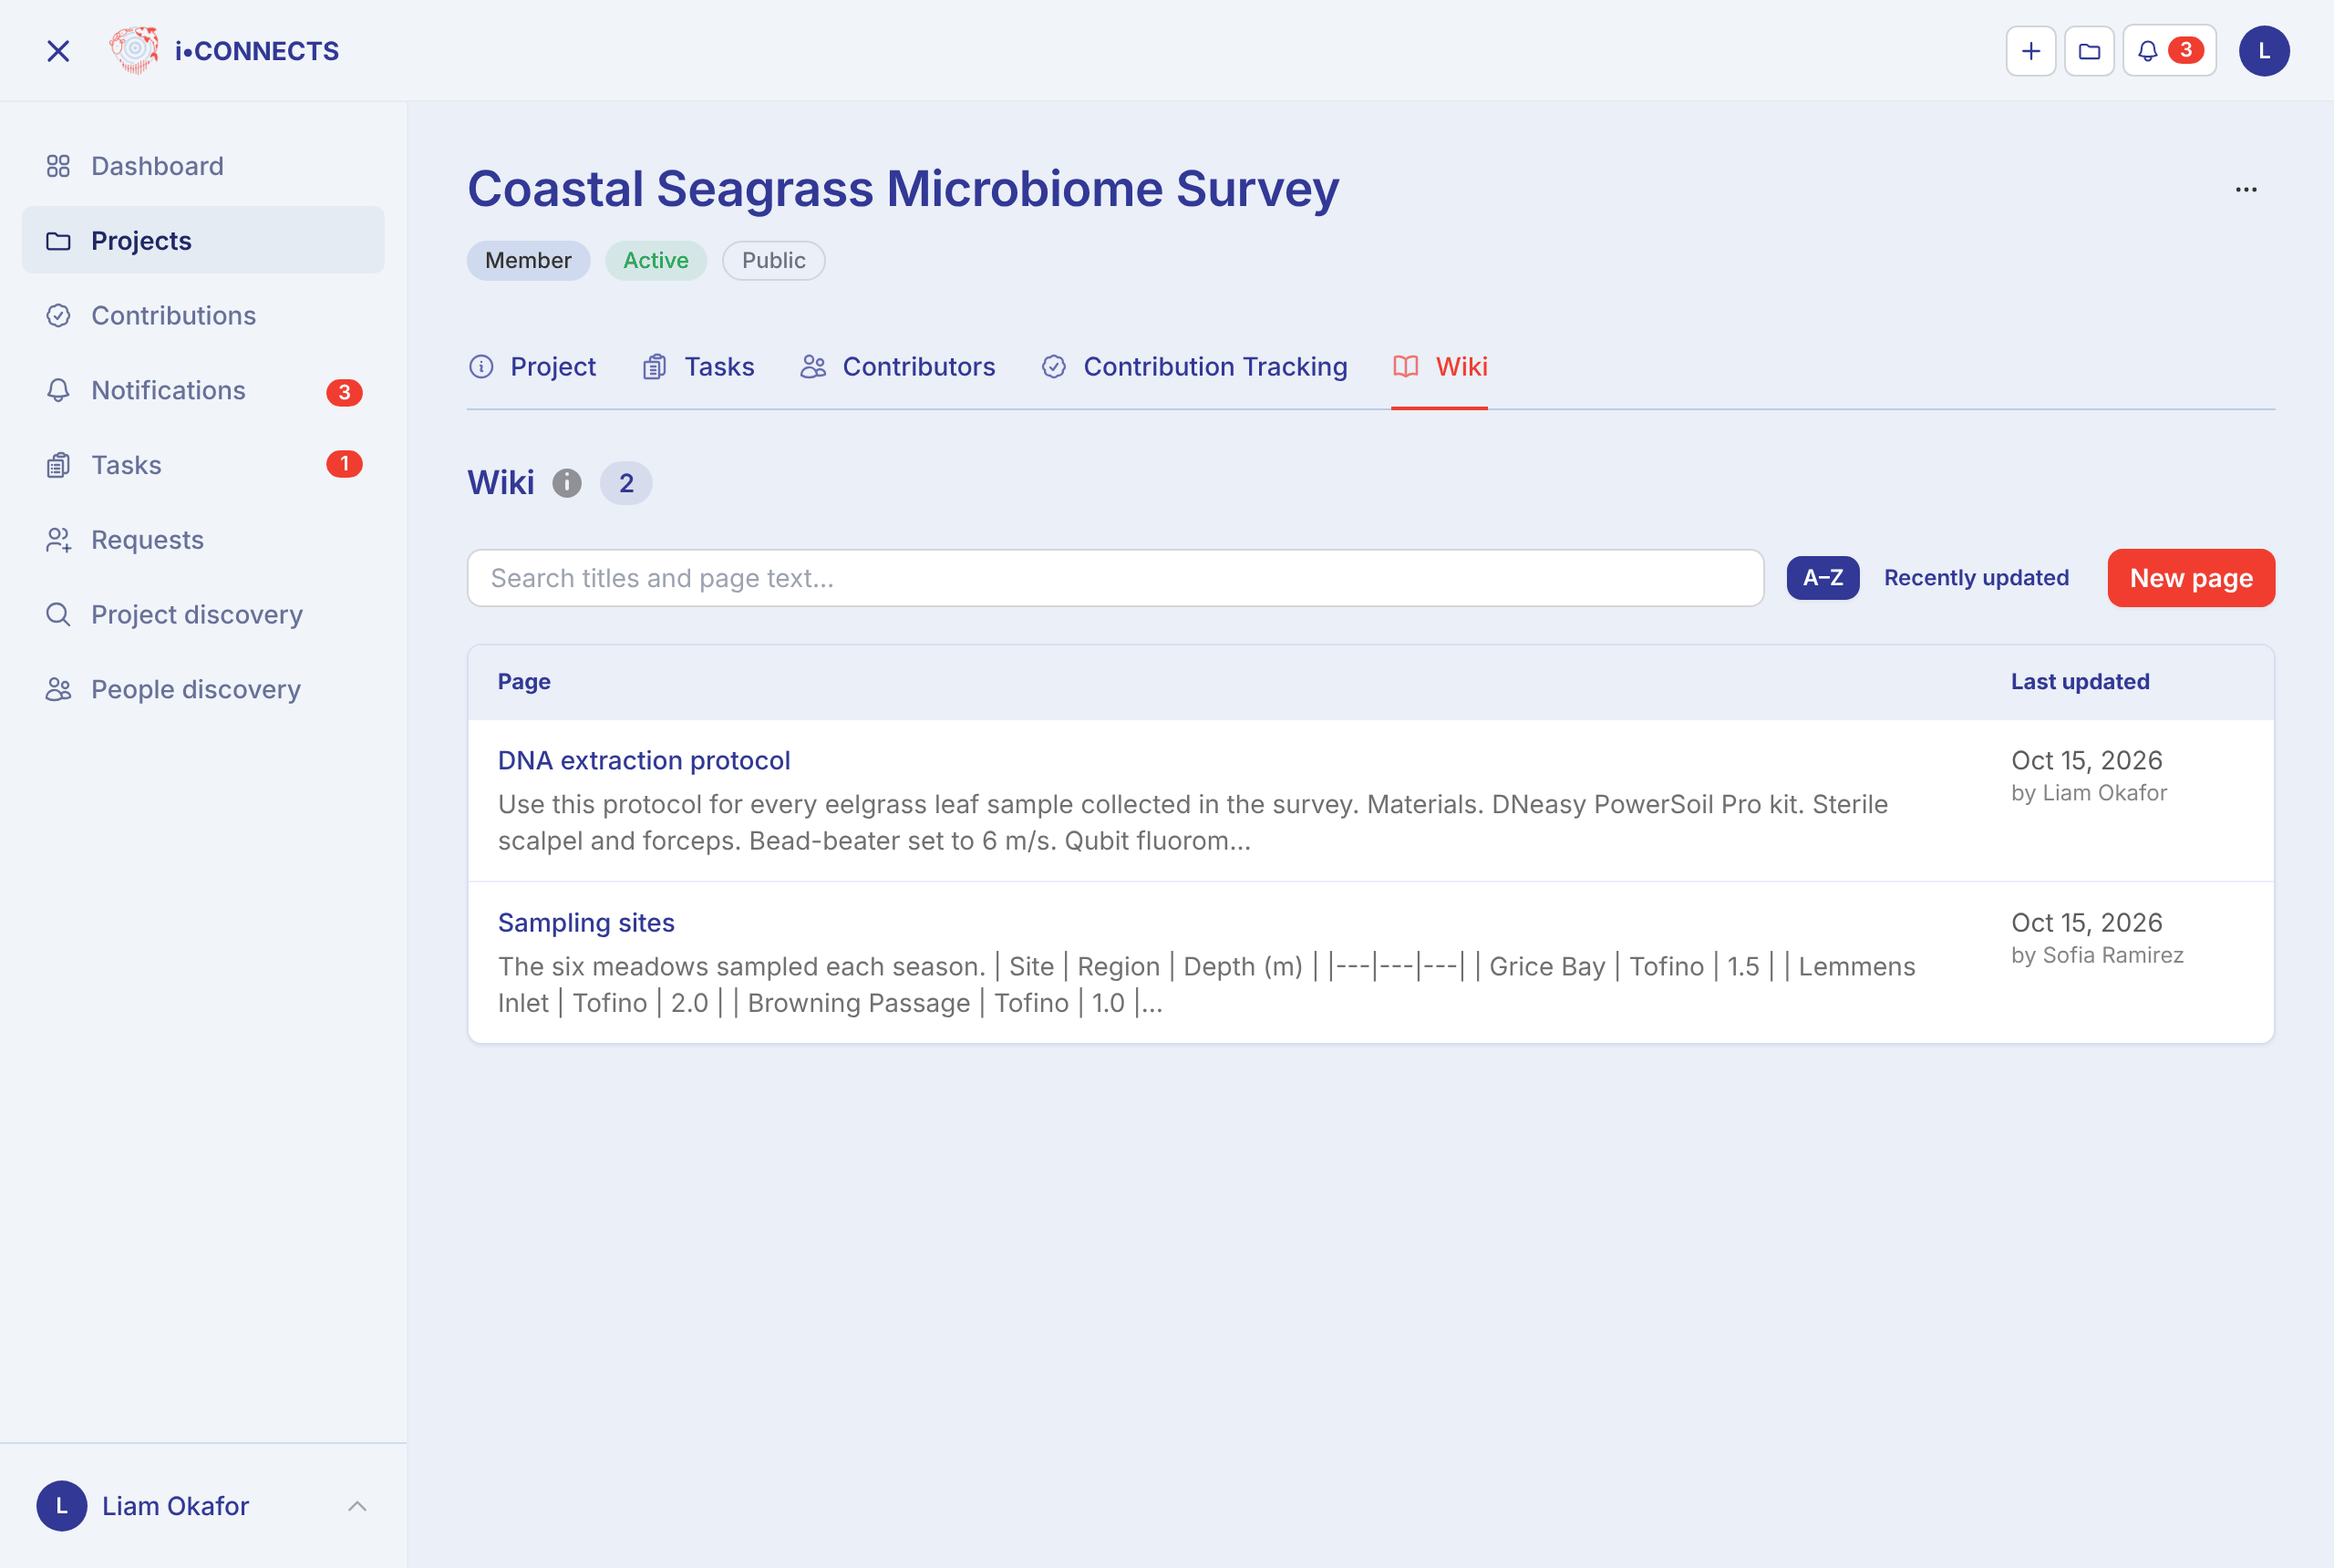 i•CONNECTS
3
L
Dashboard
Projects
Contributions
Notifications 3
Tasks 1
Requests
Project discovery
People discovery
Liam Okafor
L
Coastal Seagrass Microbiome Survey
...
Member Active Public
Project Tasks Contributors Contribution Tracking Wiki
Wiki 2
Search titles and page text...
A–Z Recently updated New page
Page Last updated
DNA extraction protocol Oct 15, 2026
by Liam Okafor
Use this protocol for every eelgrass leaf sample collected in the survey. Materials. DNeasy PowerSoil Pro kit. Sterile
scalpel and forceps. Bead-beater set to 6 m/s. Qubit fluorom...
Sampling sites Oct 15, 2026
by Sofia Ramirez
The six meadows sampled each season. | Site | Region | Depth (m) | |---|---|---| | Grice Bay | Tofino | 1.5 | | Lemmens
Inlet | Tofino | 2.0 | | Browning Passage | Tofino | 1.0 |...